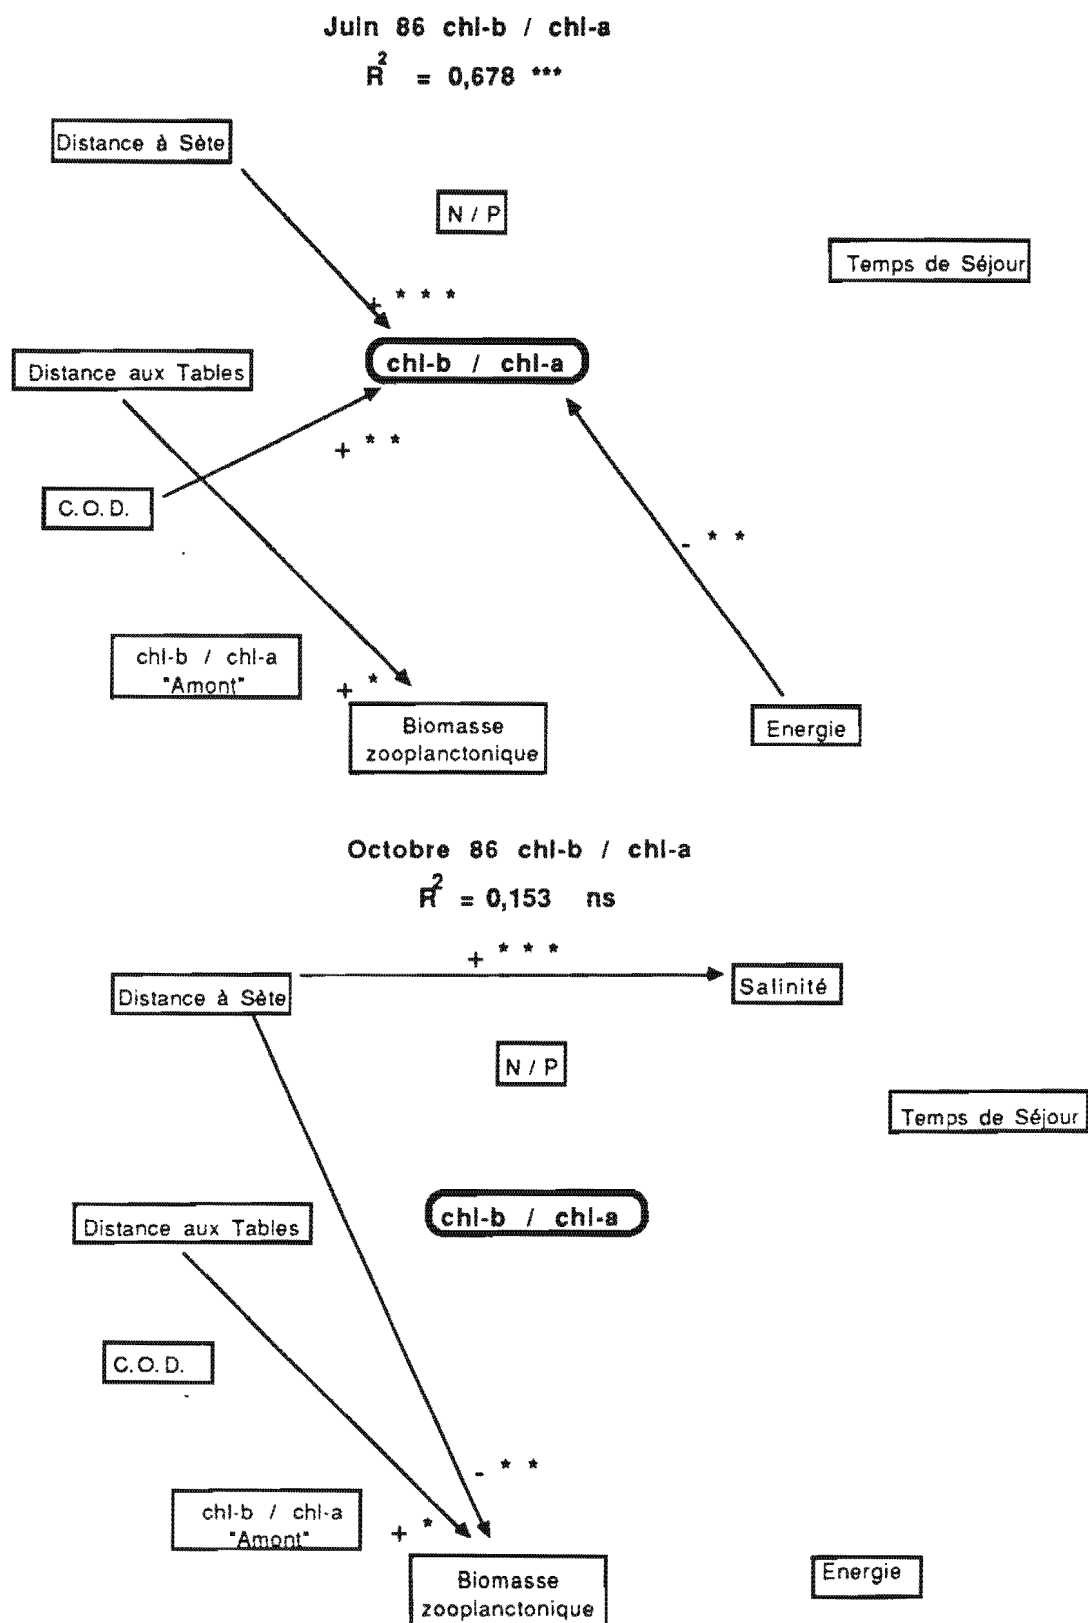 Juin 86 chl-b / chl-a
R² = 0,678 ***
Distance à Sète
N / P
Temps de Séjour
+ * * *
chl-b / chl-a
Distance aux Tables
+ * *
C.O.D.
- * *
chl-b / chl-a
"Amont"
+ *
Biomasse
zooplanctonique
Energie
Octobre 86 chl-b / chl-a
R² = 0,153 ns
+ * * *
Distance à Sète
Salinité
N / P
Temps de Séjour
Distance aux Tables
chl-b / chl-a
C.O.D.
- * *
chl-b / chl-a
"Amont"
+ *
Biomasse
zooplanctonique
Energie